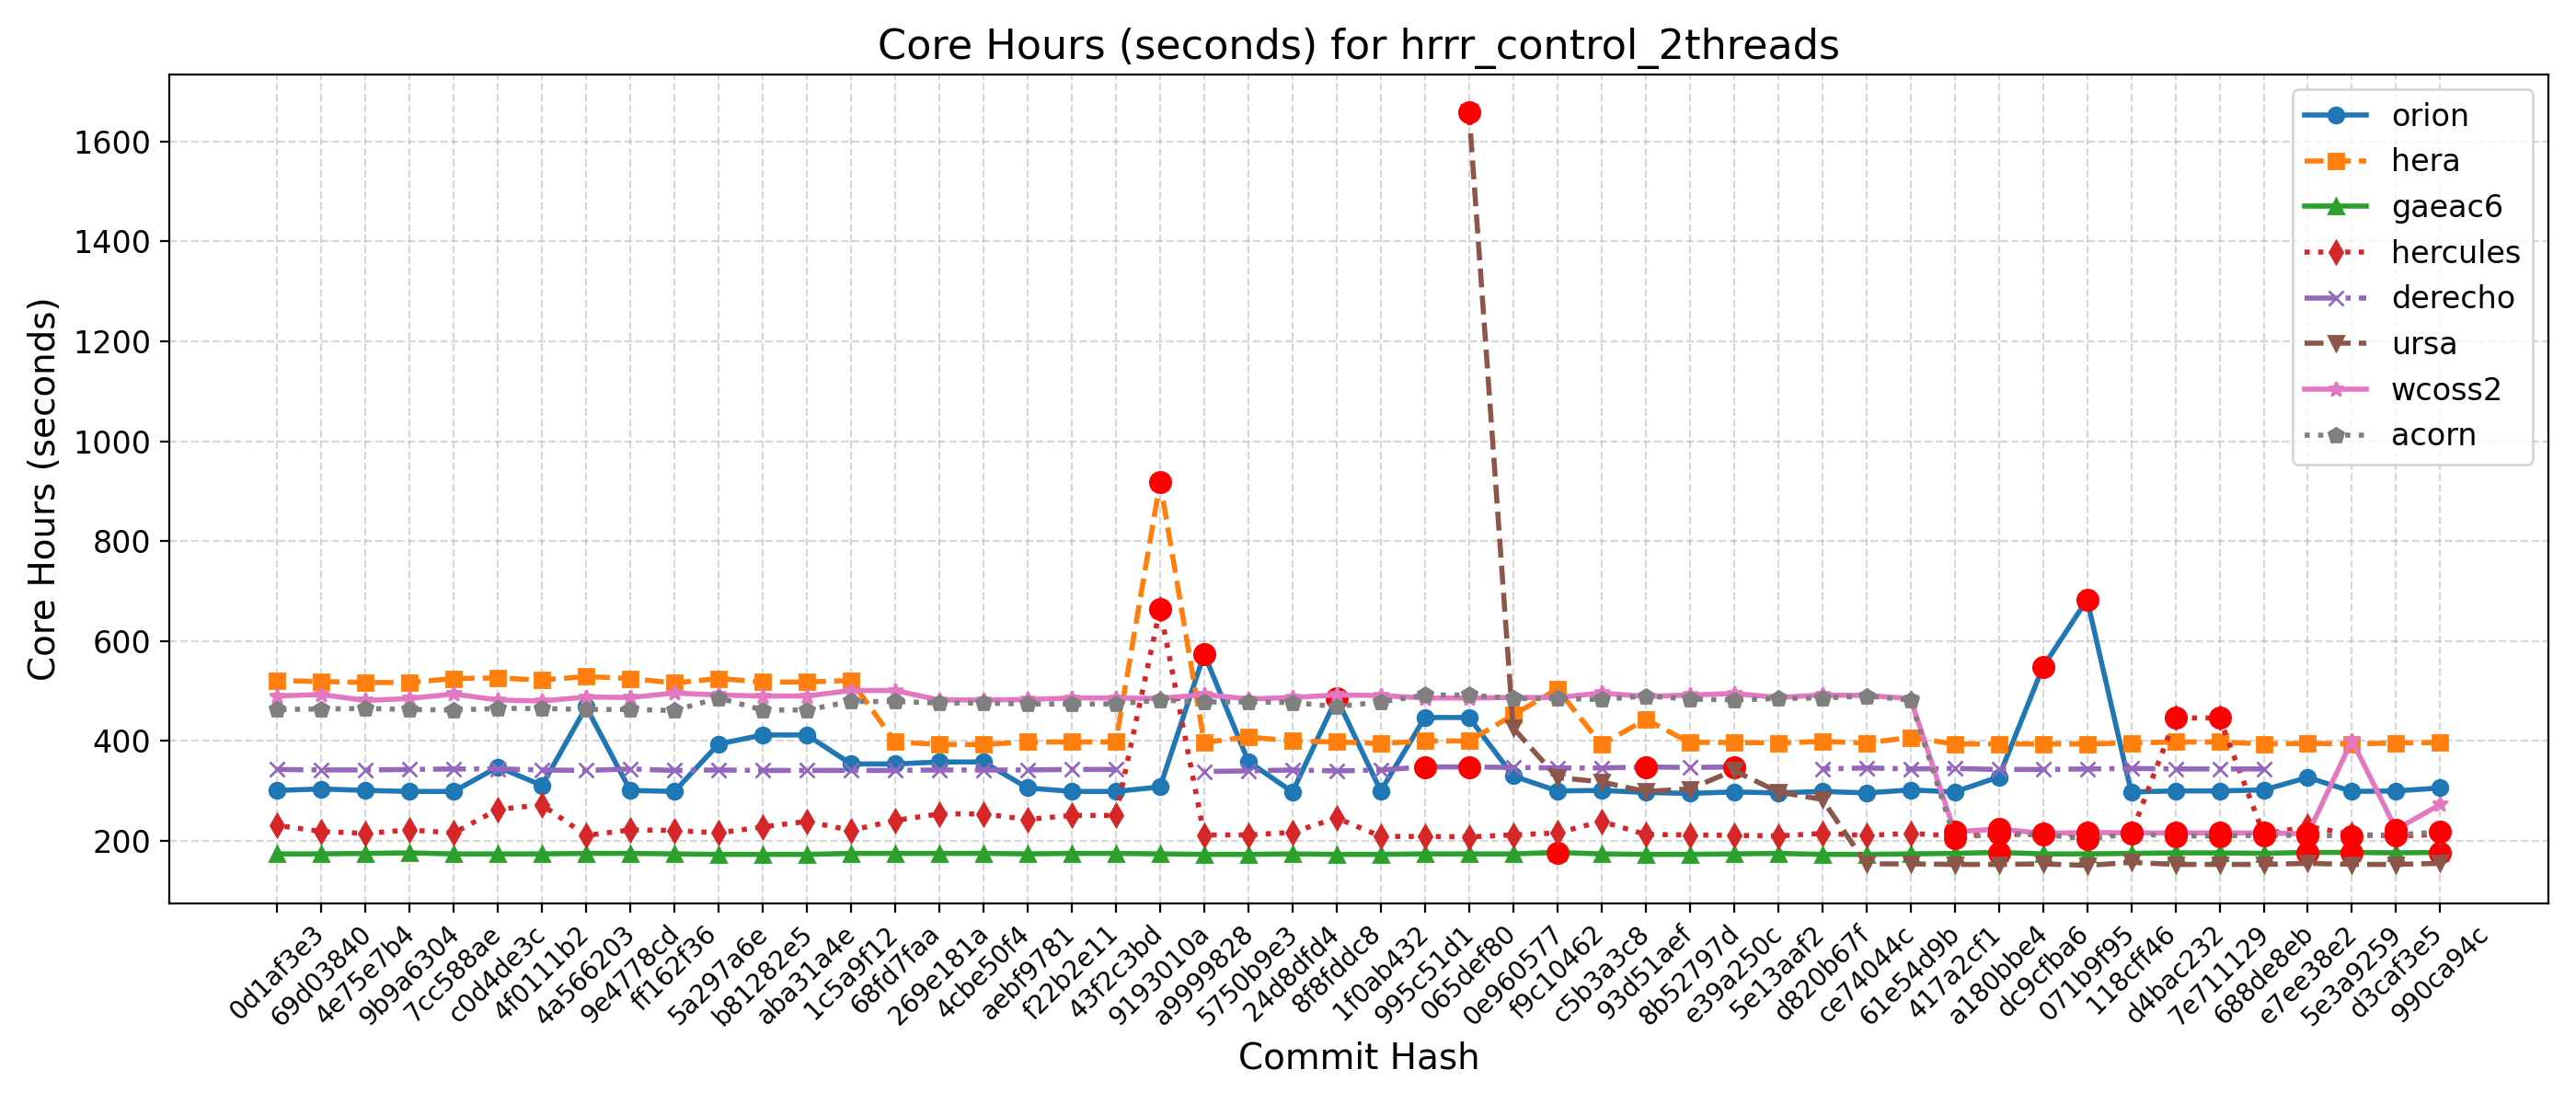 Core Hours (seconds) for hrrr_control_2threads
Core Hours (seconds)
1600
1400
1200
1000
800
600
400
200
orion
hera
gaeac6
hercules
derecho
ursa
wcoss2
acorn
0d1af3e3
69d03840
4e75e7b4
9b9a6304
7cc588ae
c0d4de3c
4f0111b2
4a566203
9e4778cd
ff162f36
5a297a6e
b81282e5
aba31a4e
1c5a9f12
68fd7faa
269e181a
4cbe50f4
aebf9781
f22b2e11
43f2c3bd
9193010a
a9999828
5750b9e3
24d8dfd4
8f8fddc8
1f0ab432
995c51d1
065def80
0e960577
f9c10462
c5b3a3c8
93d51aef
8b52797d
e39a250c
5e13aaf2
d820b67f
ce74044c
61e54d9b
417a2cf1
a180bbe4
dc9cfba6
071b9f95
118cff46
d4bac232
7e711129
688de8eb
e7ee38e2
5e3a9259
d3caf3e5
990ca94c
Commit Hash